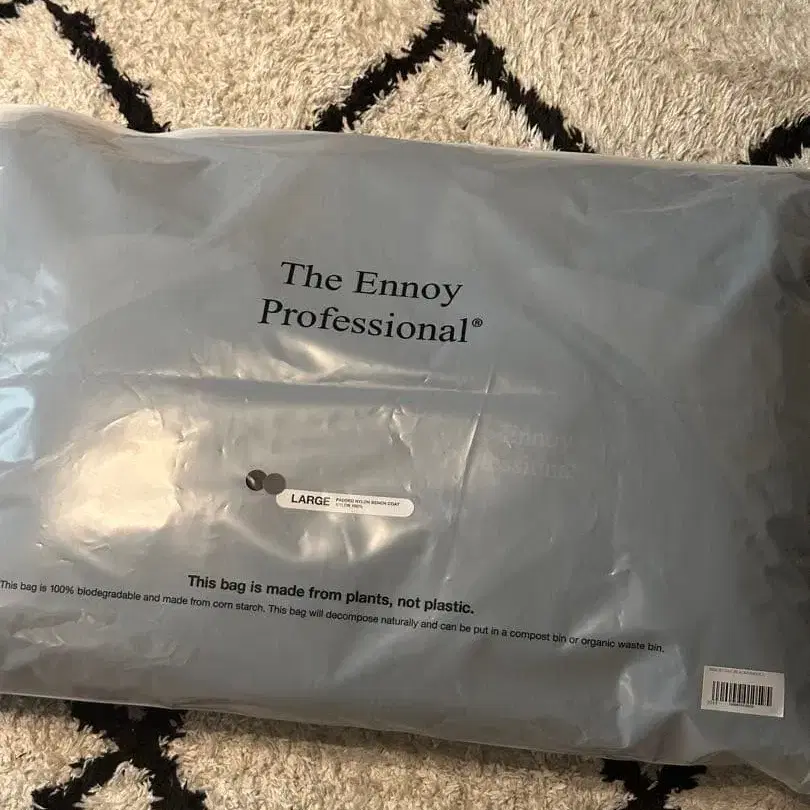 The Ennoy
Professional®
LARGE
PADDED NYLON BENCH COAT
NYLON 100%
This bag is made from plants, not plastic.
This bag is 100% biodegradable and made from corn starch. This bag will decompose naturally and can be put in a compost bin or organic waste bin.